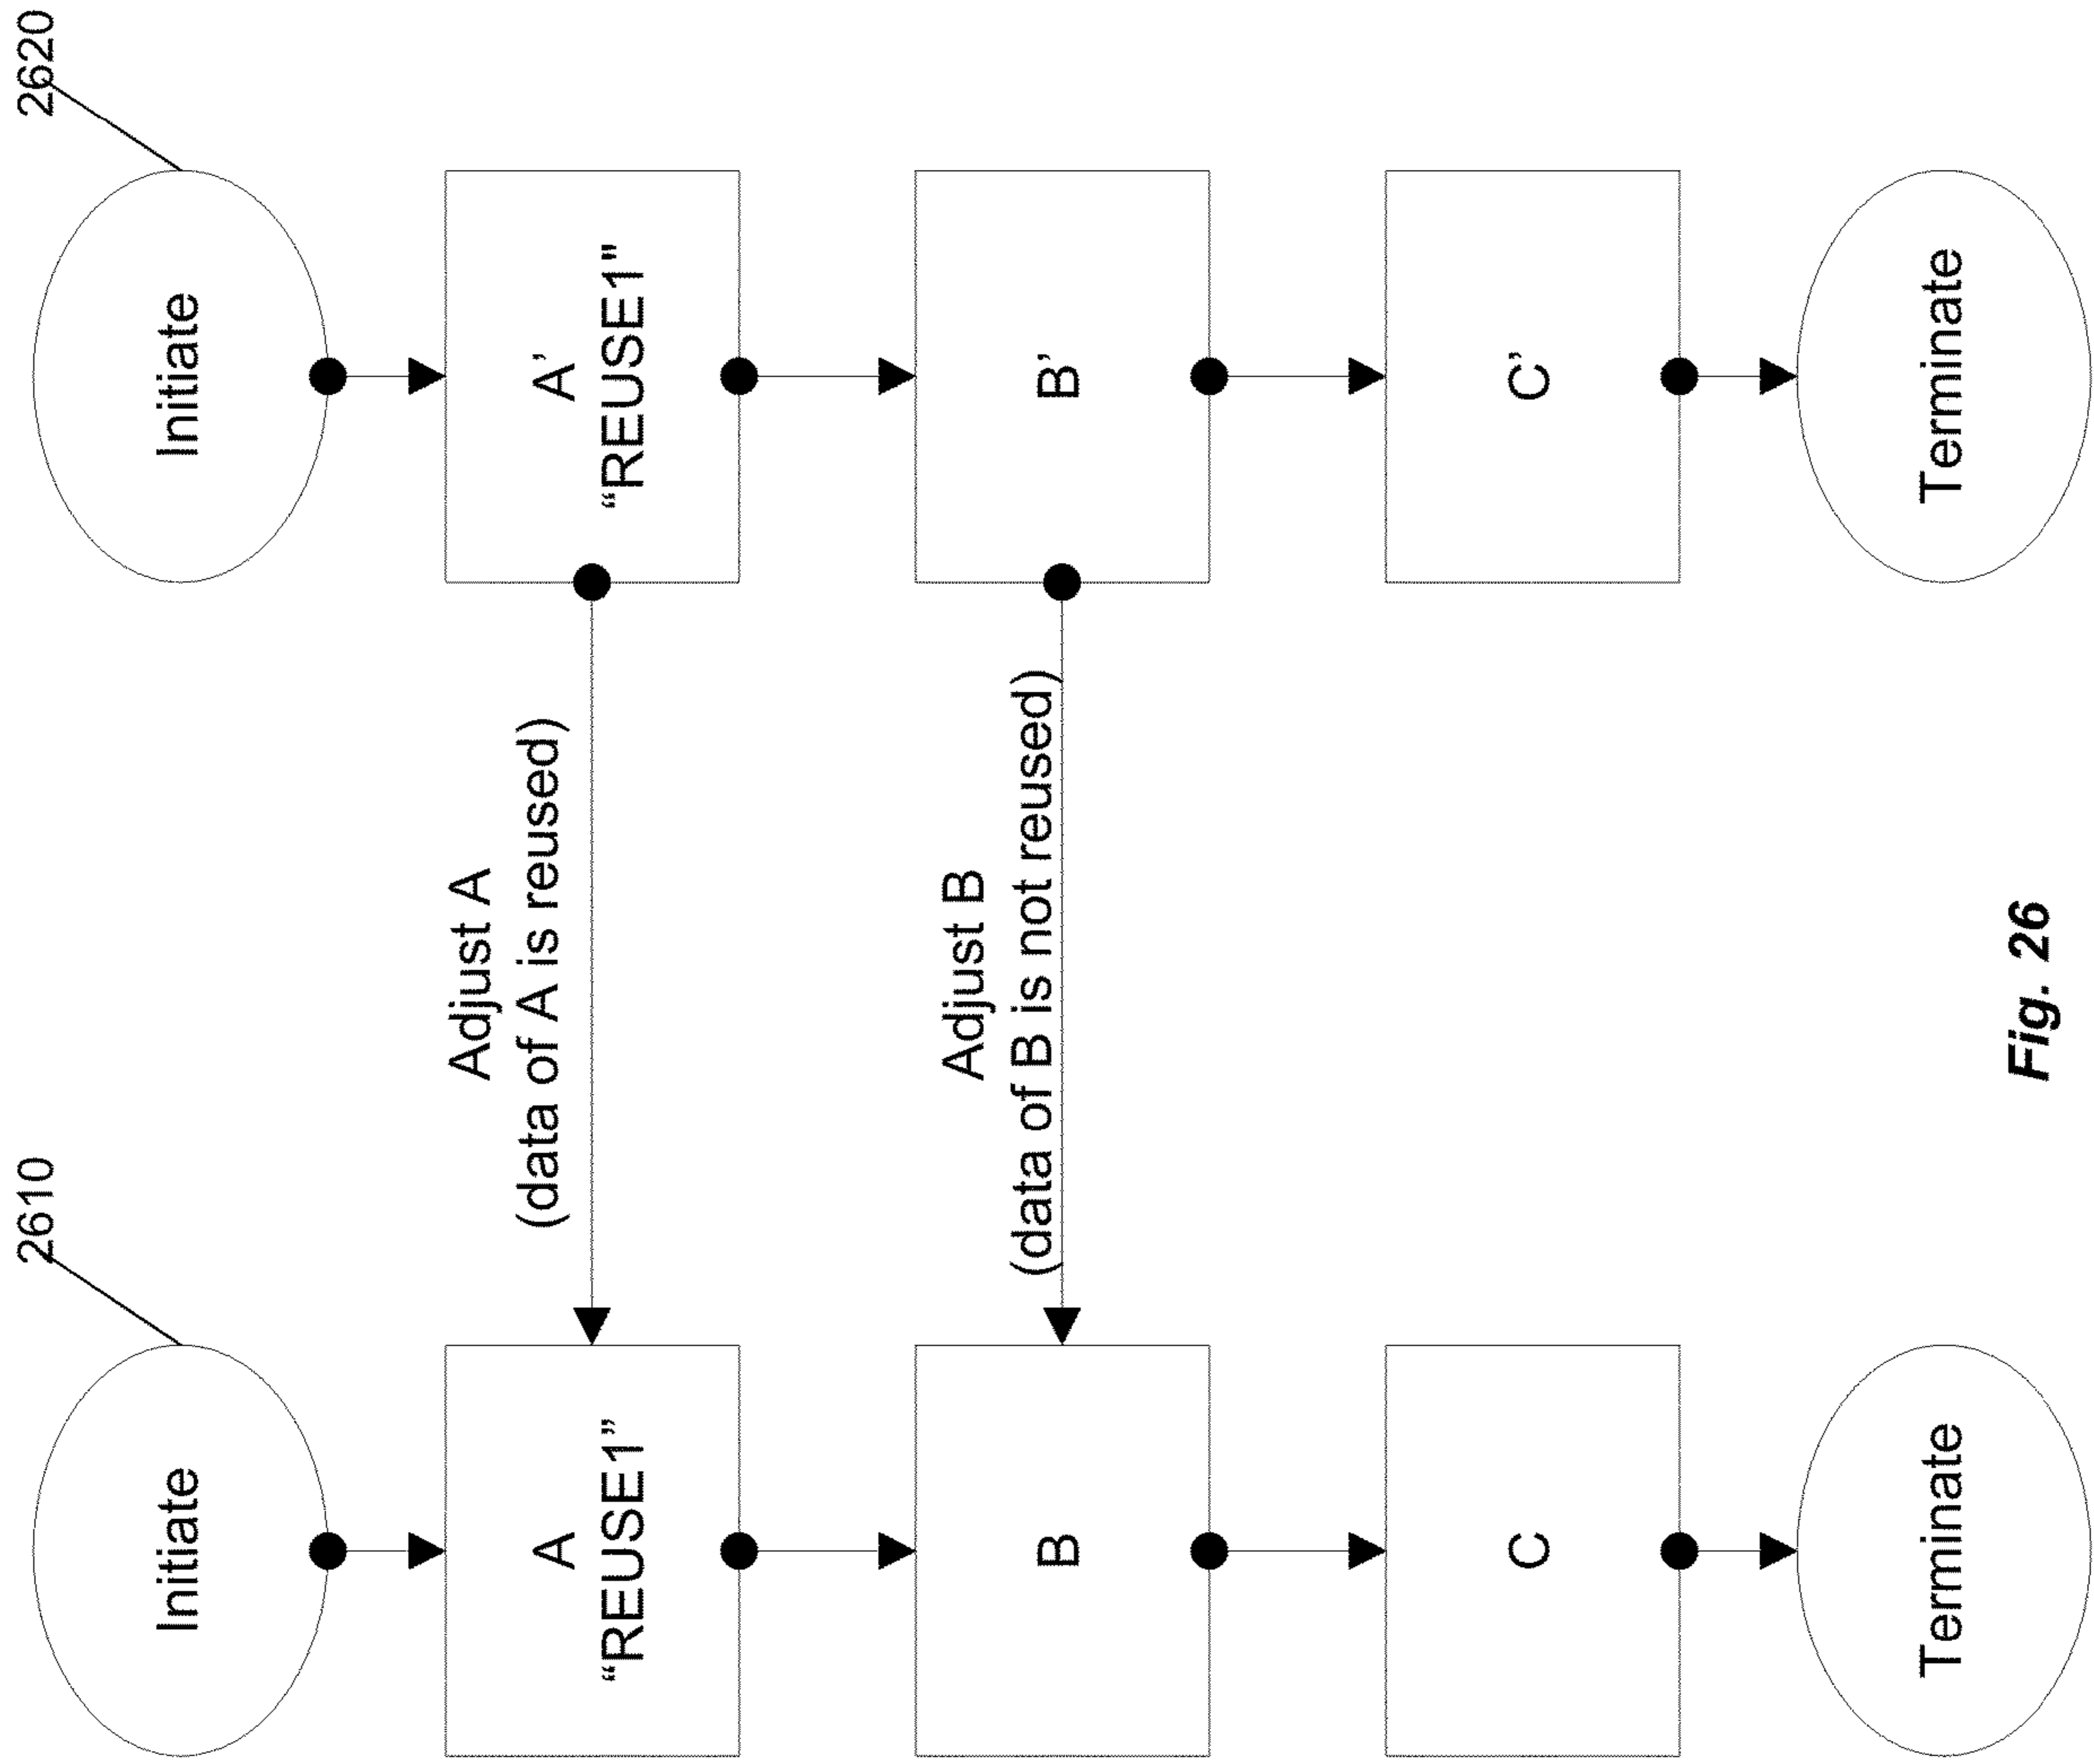 2610
2620
Initiate
Initiate
A
“REUSE1”
Adjust A
(data of A is reused)
A’
“REUSE1"
B
Adjust B
(data of B is not reused)
B’
C
C’
Terminate
Terminate
Fig. 26